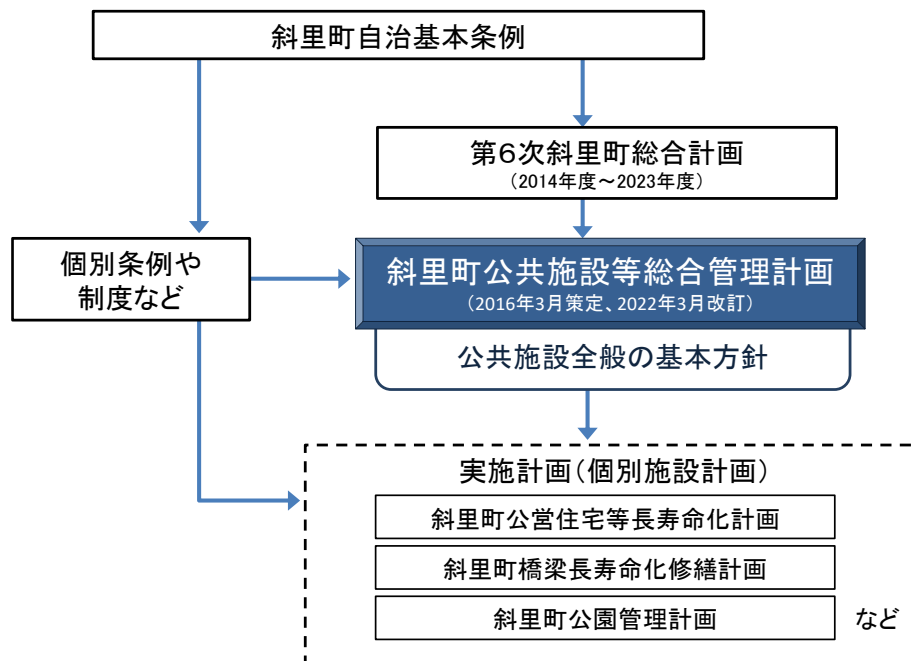 斜里町自治基本条例
第6次斜里町総合計画
（2014年度～2023年度）
個別条例や
制度など
斜里町公共施設等総合管理計画
（2016年3月策定、2022年3月改訂）
公共施設全般の基本方針
実施計画（個別施設計画）
斜里町公営住宅等長寿命化計画
斜里町橋梁長寿命化修繕計画
斜里町公園管理計画
など